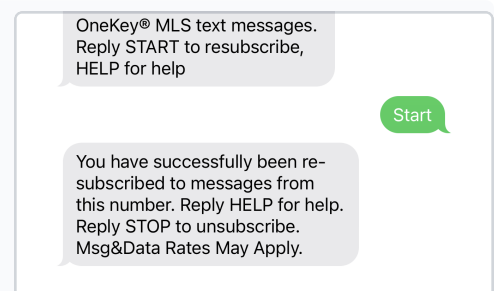 OneKey® MLS text messages.
Reply START to resubscribe,
HELP for help
Start
You have successfully been re-
subscribed to messages from
this number. Reply HELP for help.
Reply STOP to unsubscribe.
Msg&Data Rates May Apply.